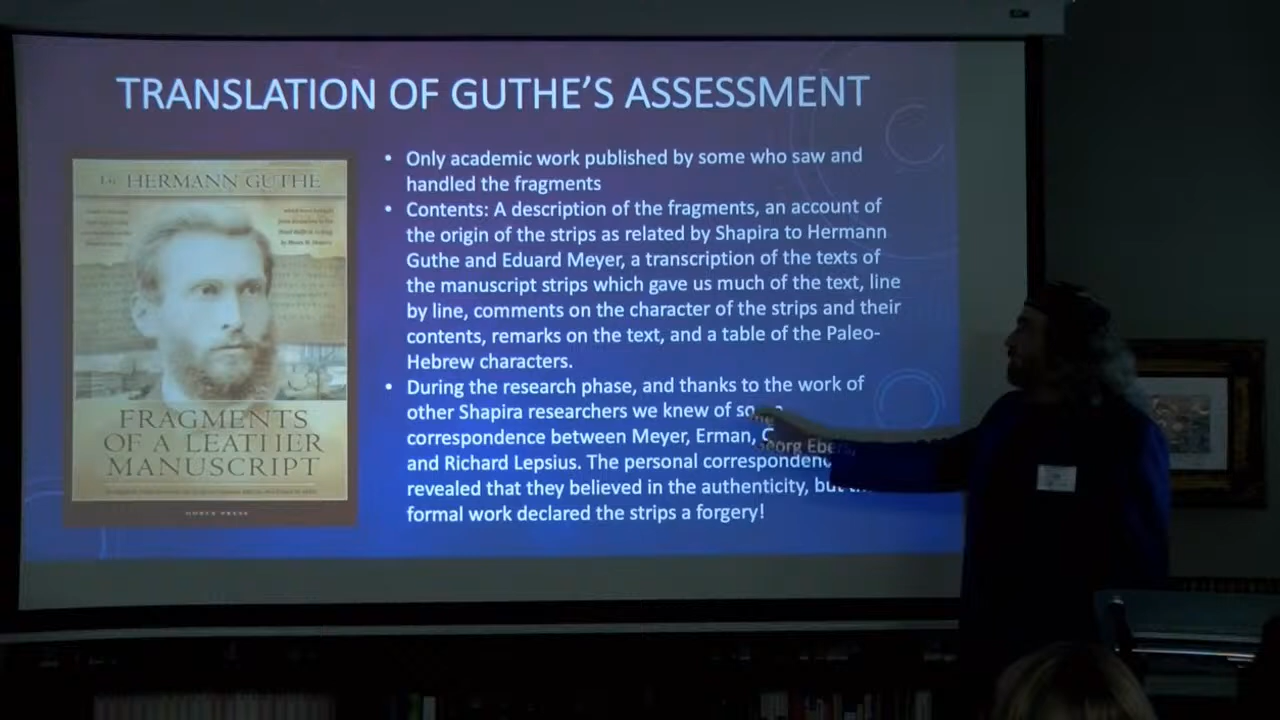 TRANSLATION OF GUTHE'S ASSESSMENT
DR. HERMANN GUTHE
FRAGMENTS
OF A LEATHER
MANUSCRIPT
• Only academic work published by some who saw and
handled the fragments
• Contents: A description of the fragments, an account of
the origin of the strips as related by Shapira to Hermann
Guthe and Eduard Meyer, a transcription of the texts of
the manuscript strips which gave us much of the text, line
by line, comments on the character of the strips and their
contents, remarks on the text, and a table of the Paleo-
Hebrew characters.
• During the research phase, and thanks to the work of
other Shapira researchers we knew of some
correspondence between Meyer, Erman, Georg Ebers,
and Richard Lepsius. The personal correspondence
revealed that they believed in the authenticity, but
formal work declared the strips a forgery!